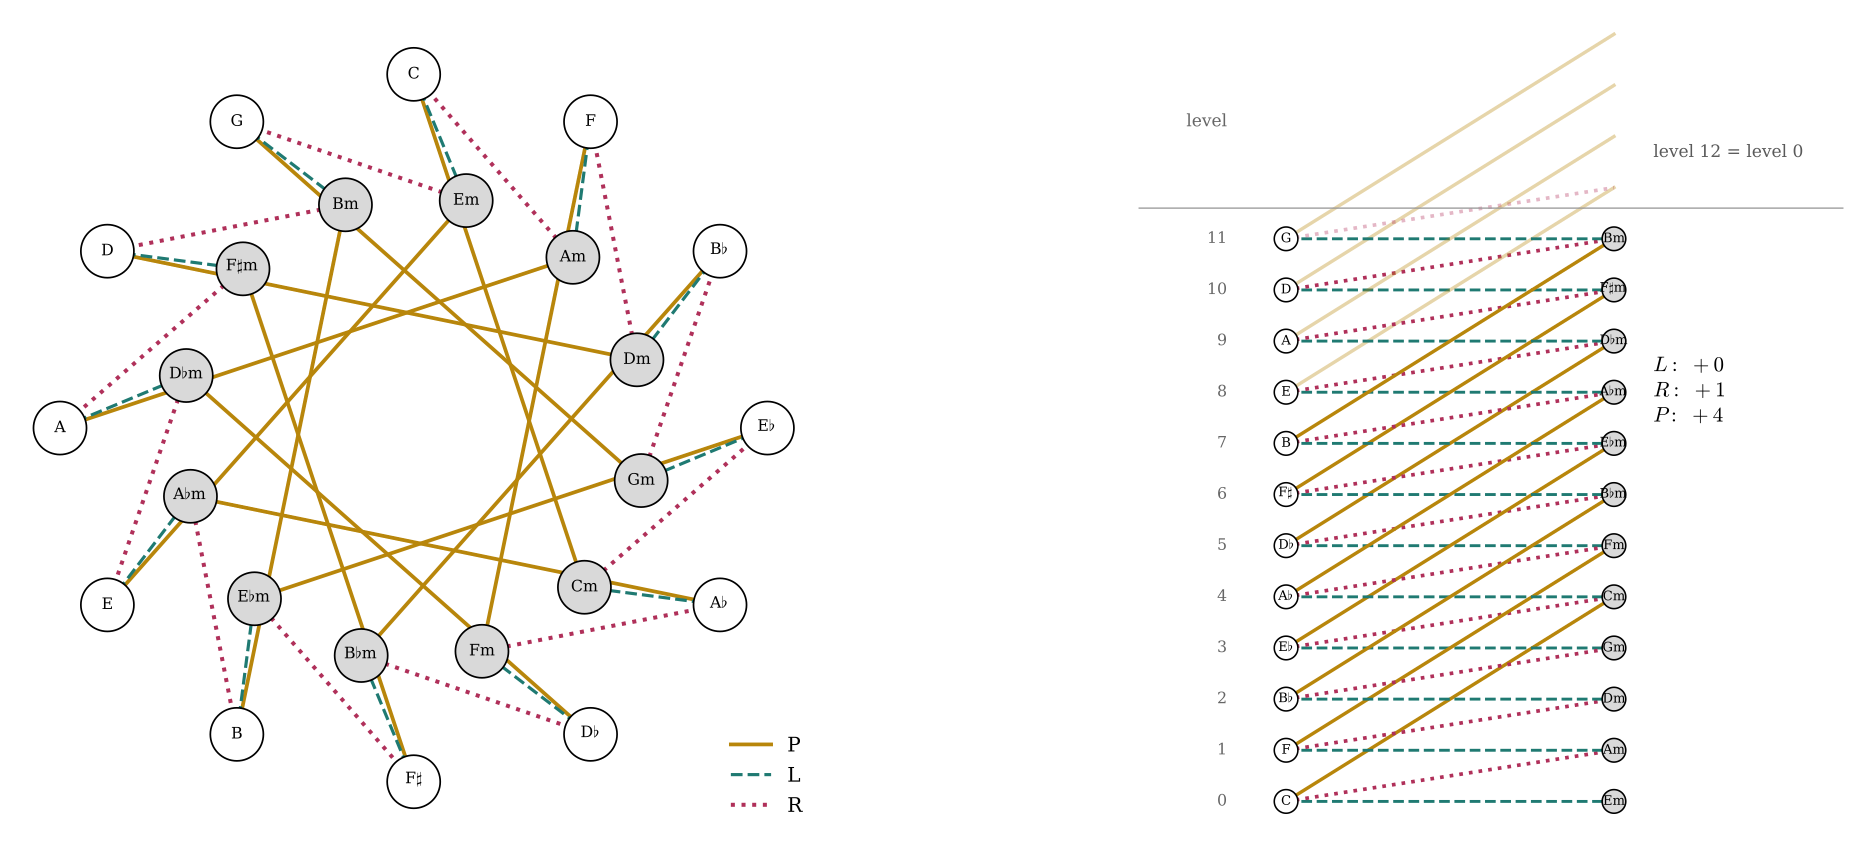 C
G
F
Em
Bm
D
B♭
Am
F♯m
Dm
D♭m
A
E♭
Gm
A♭m
Cm
E♭m
E
A♭
Fm
B♭m
B
D♭
F♯
P
L
R
level
level 12 = level 0
11 G Bm
10 D F♯m
9 A D♭m
8 E A♭m
7 B E♭m
6 F♯ B♭m
5 D♭ Fm
4 A♭ Cm
3 E♭ Gm
2 B♭ Dm
1 F Am
0 C Em
L: +0
R: +1
P: +4